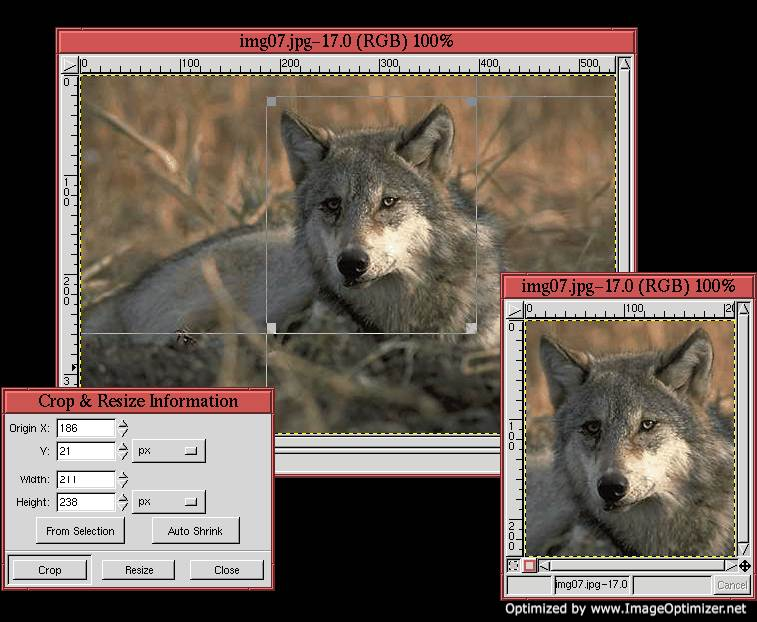 img07.jpg-17.0 (RGB) 100%
0 100 200 300 400 500
0
100
200
3
img07.jpg-17.0 (RGB) 100%
0 100 20
0
100
200
img07.jpg-17.0 Cancel
Crop & Resize Information
Origin X: 186
Y: 21 px
Width: 211
Height: 238 px
From Selection Auto Shrink
Crop Resize Close
Optimized by www.ImageOptimizer.net